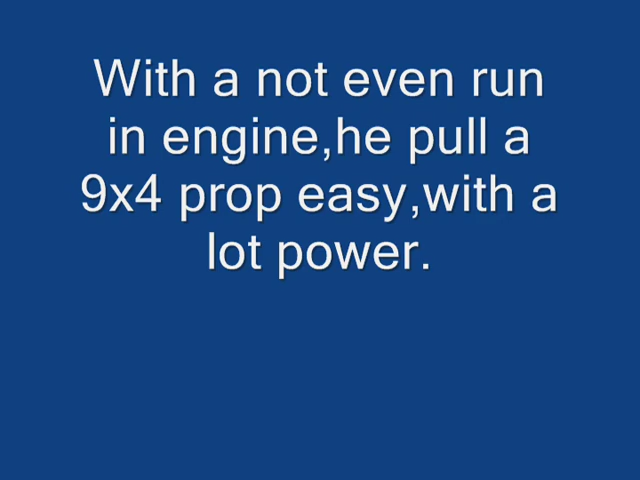 With a not even run
in engine,he pull a
9x4 prop easy,with a
lot power.